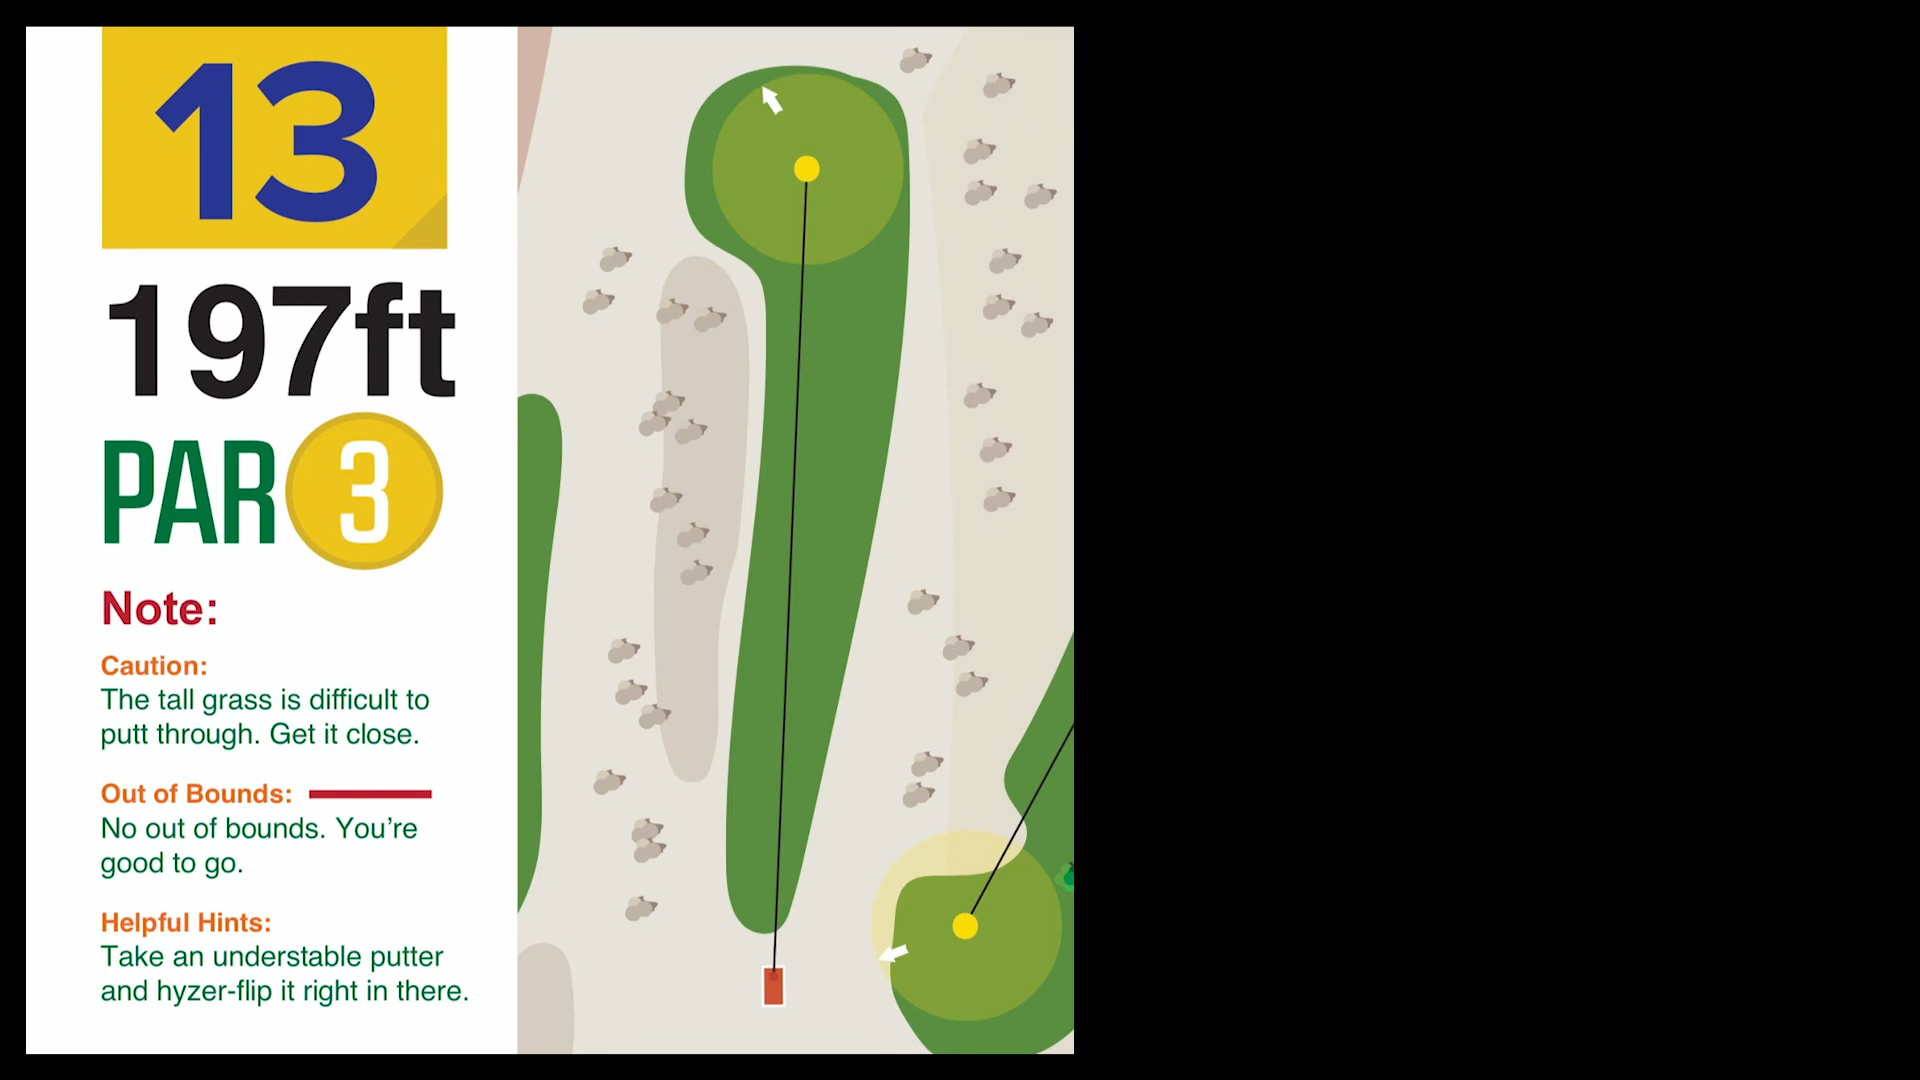 13
197ft
PAR 3
Note:
Caution:
The tall grass is difficult to
putt through. Get it close.
Out of Bounds:
No out of bounds. You’re
good to go.
Helpful Hints:
Take an understable putter
and hyzer-flip it right in there.